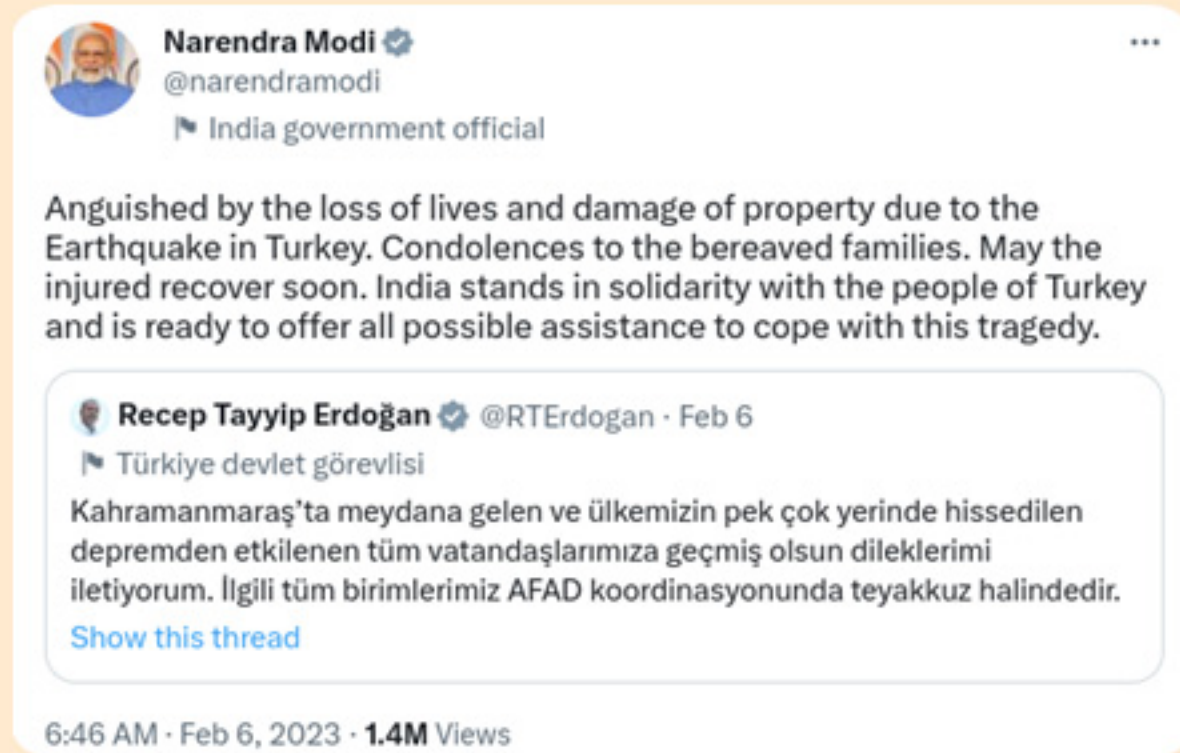 Narendra Modi
@narendramodi
India government official
Anguished by the loss of lives and damage of property due to the
Earthquake in Turkey. Condolences to the bereaved families. May the
injured recover soon. India stands in solidarity with the people of Turkey
and is ready to offer all possible assistance to cope with this tragedy.
Recep Tayyip Erdoğan @RTErdogan · Feb 6
Türkiye devlet görevlisi
Kahramanmaraş’ta meydana gelen ve ülkemizin pek çok yerinde hissedilen
depremden etkilenen tüm vatandaşlarımıza geçmiş olsun dileklerimi
iletiyorum. İlgili tüm birimlerimiz AFAD koordinasyonunda teyakkuz halindedir.
Show this thread
6:46 AM · Feb 6, 2023 · 1.4M Views